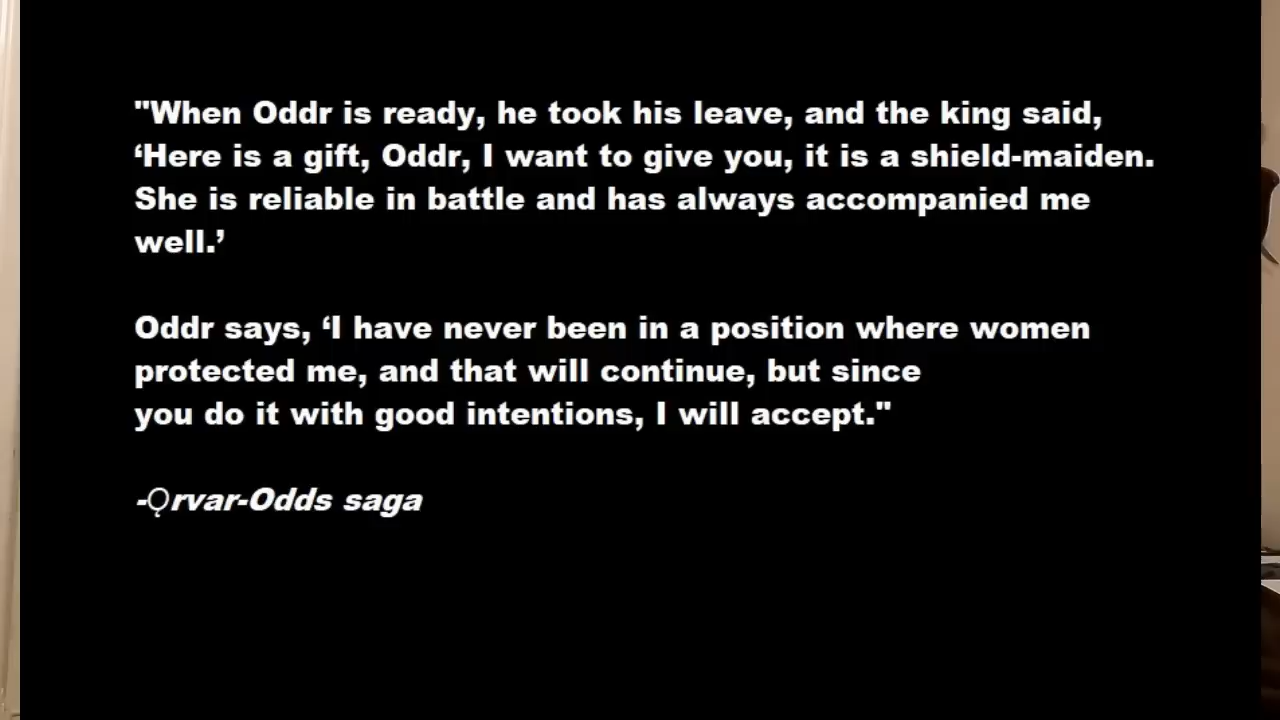 "When Oddr is ready, he took his leave, and the king said,
‘Here is a gift, Oddr, I want to give you, it is a shield-maiden.
She is reliable in battle and has always accompanied me
well.’
Oddr says, ‘I have never been in a position where women
protected me, and that will continue, but since
you do it with good intentions, I will accept."
-Ǫrvar-Odds saga